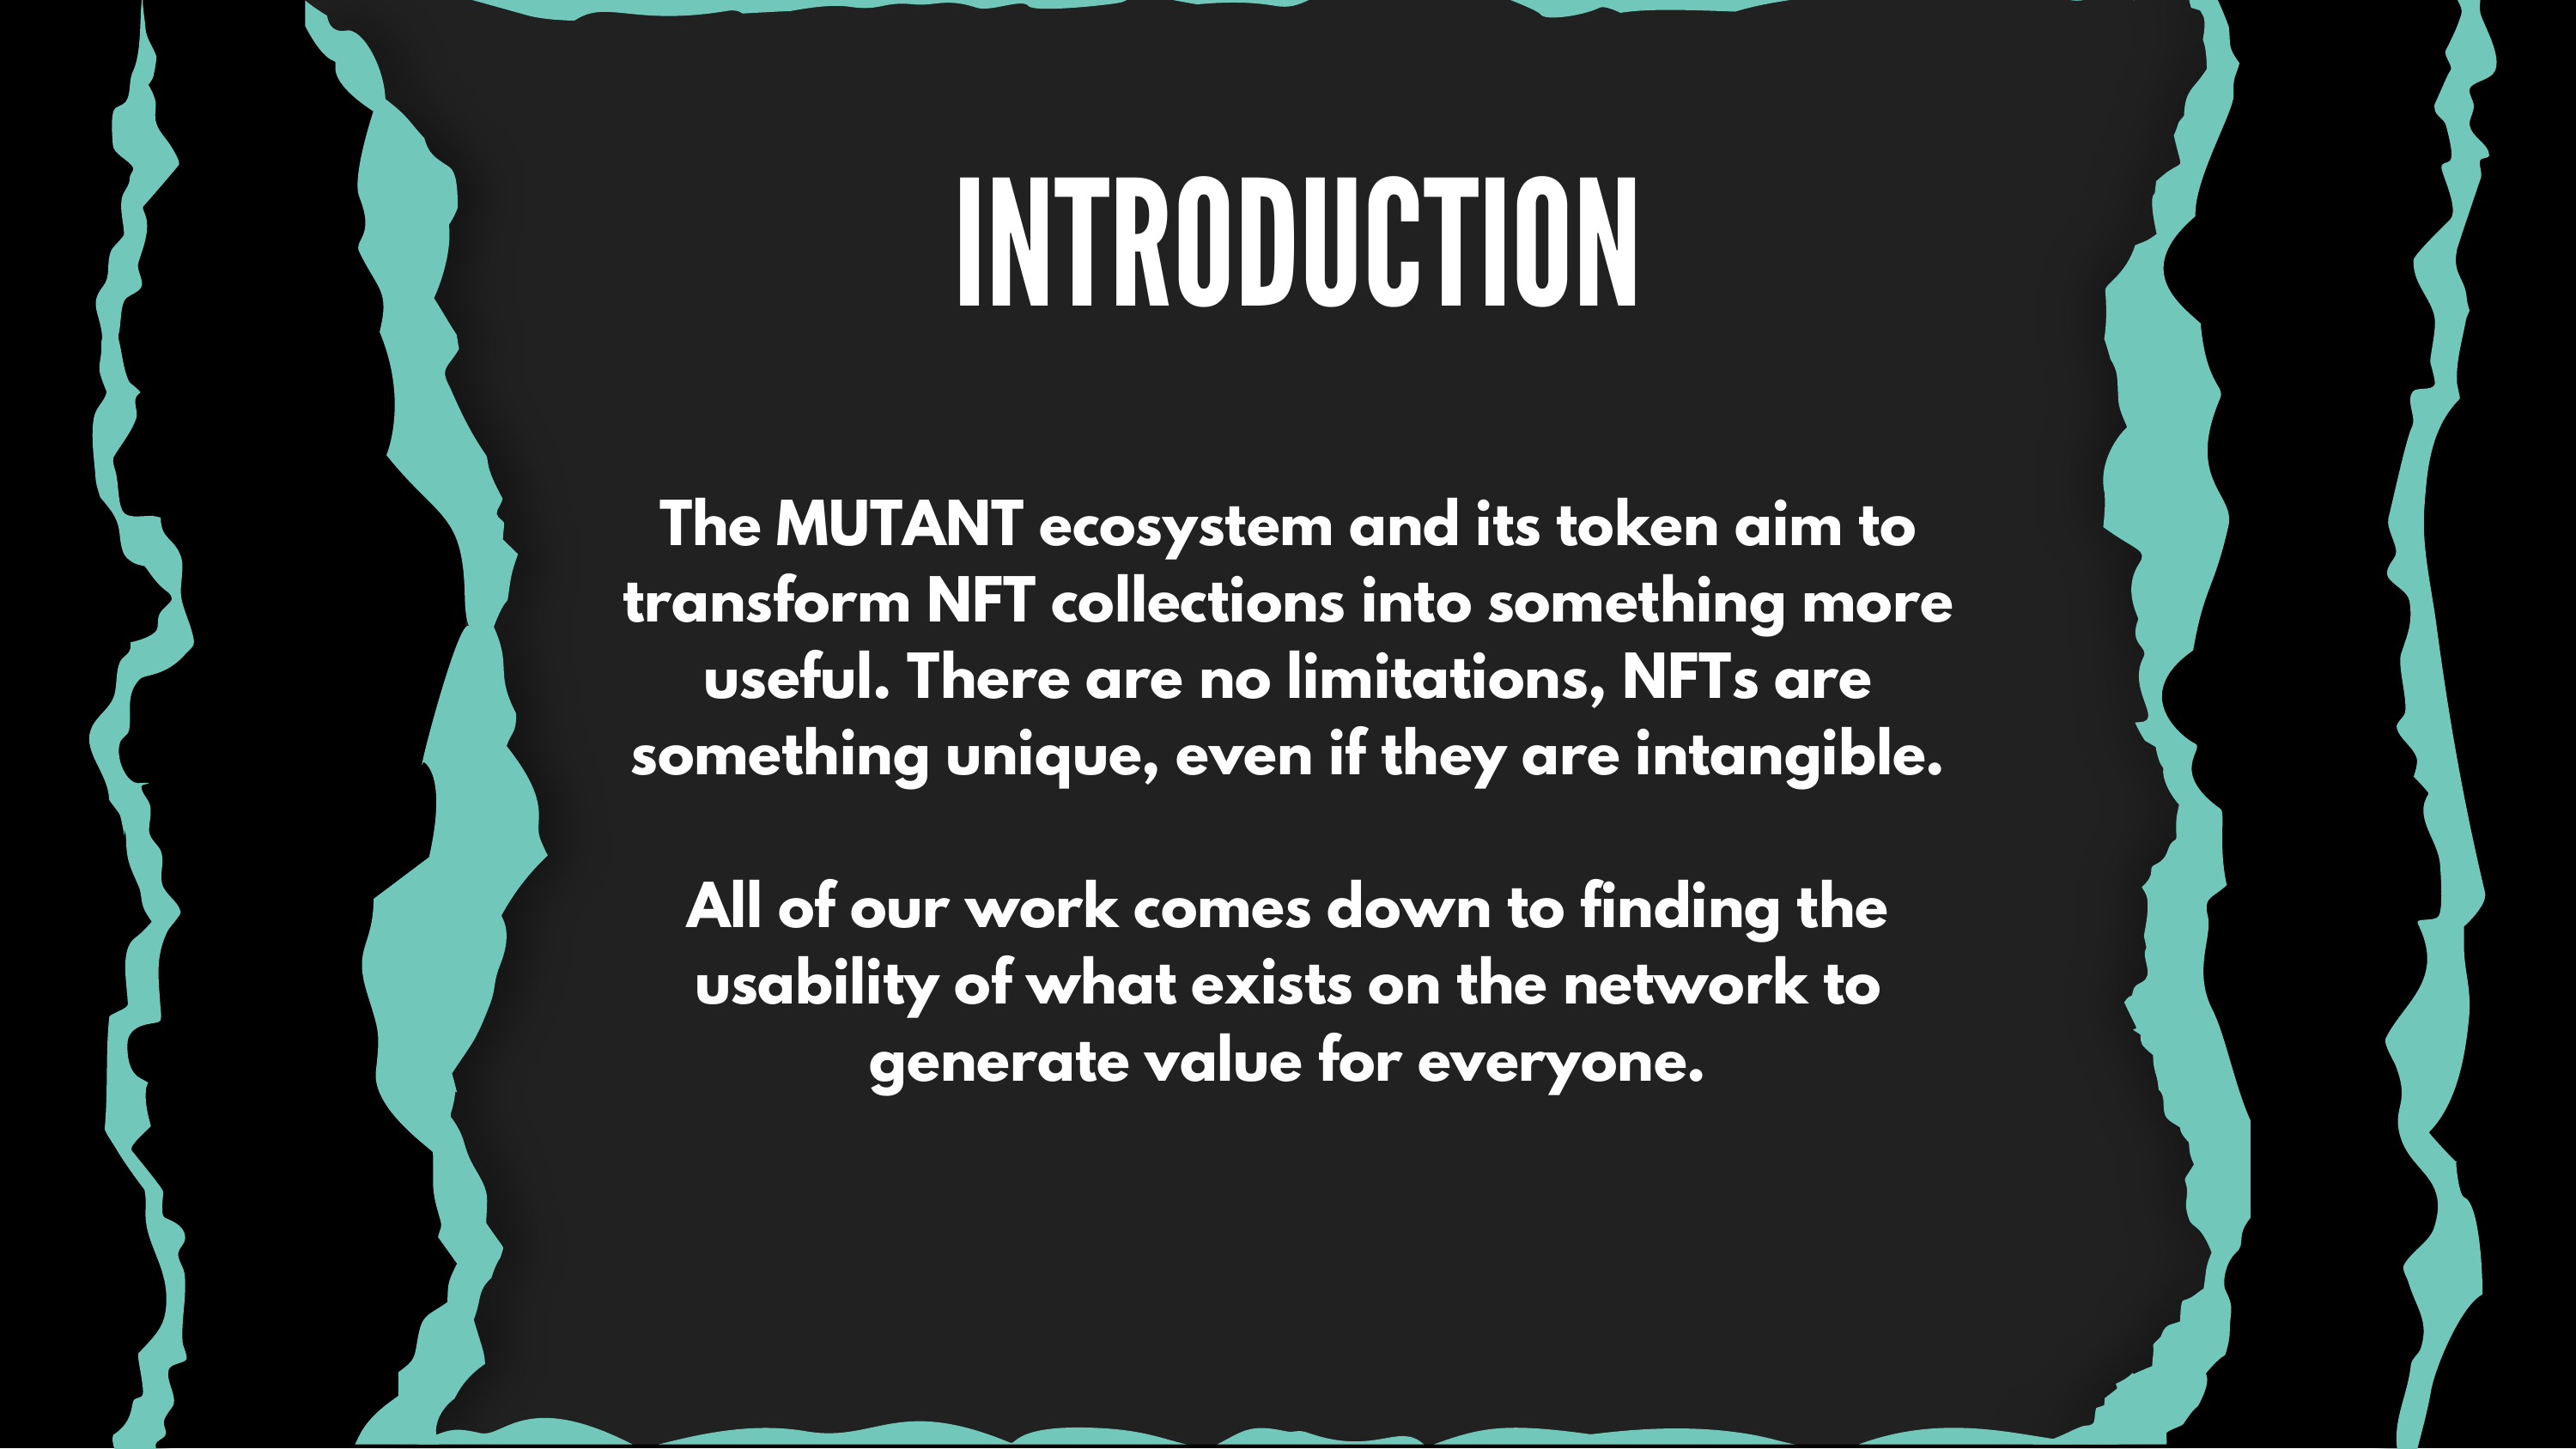 INTRODUCTION
The MUTANT ecosystem and its token aim to
transform NFT collections into something more
useful. There are no limitations, NFTs are
something unique, even if they are intangible.
All of our work comes down to finding the
usability of what exists on the network to
generate value for everyone.